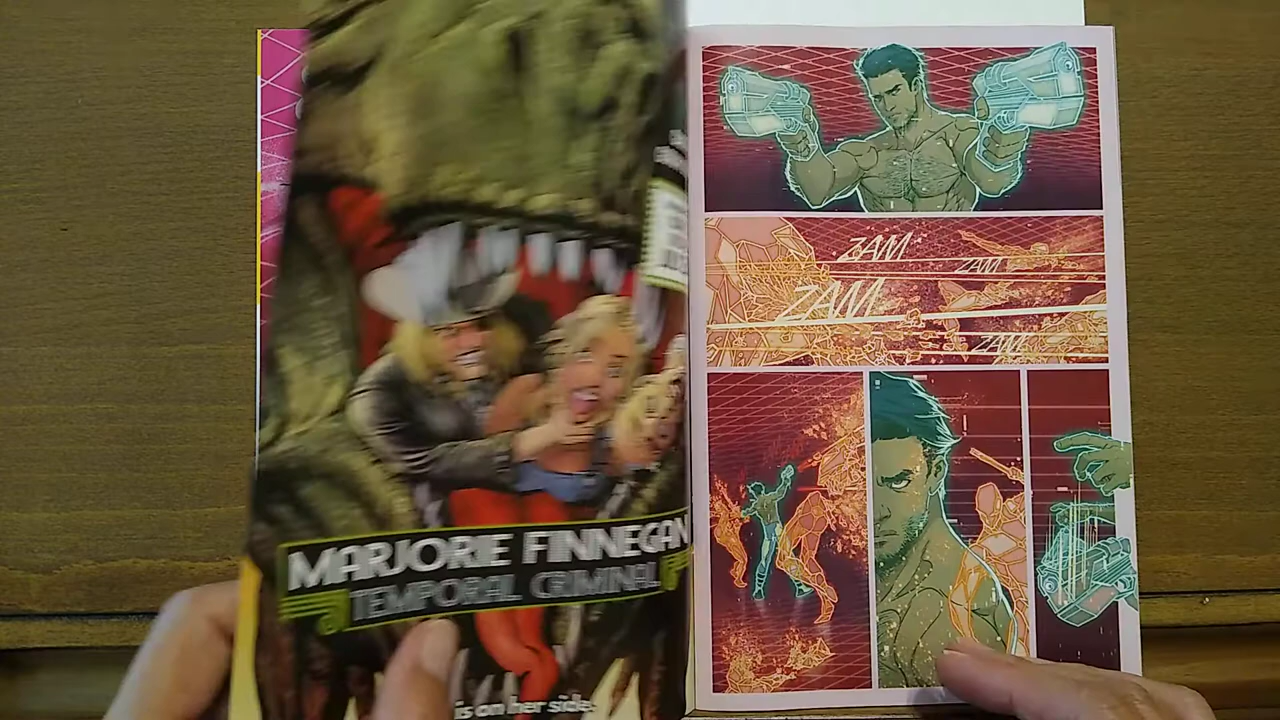 MARJORIE FINNEGAN
TEMPORAL CRIMINAL
is on her side.
ZAM
ZAM
ZAM
ZAM